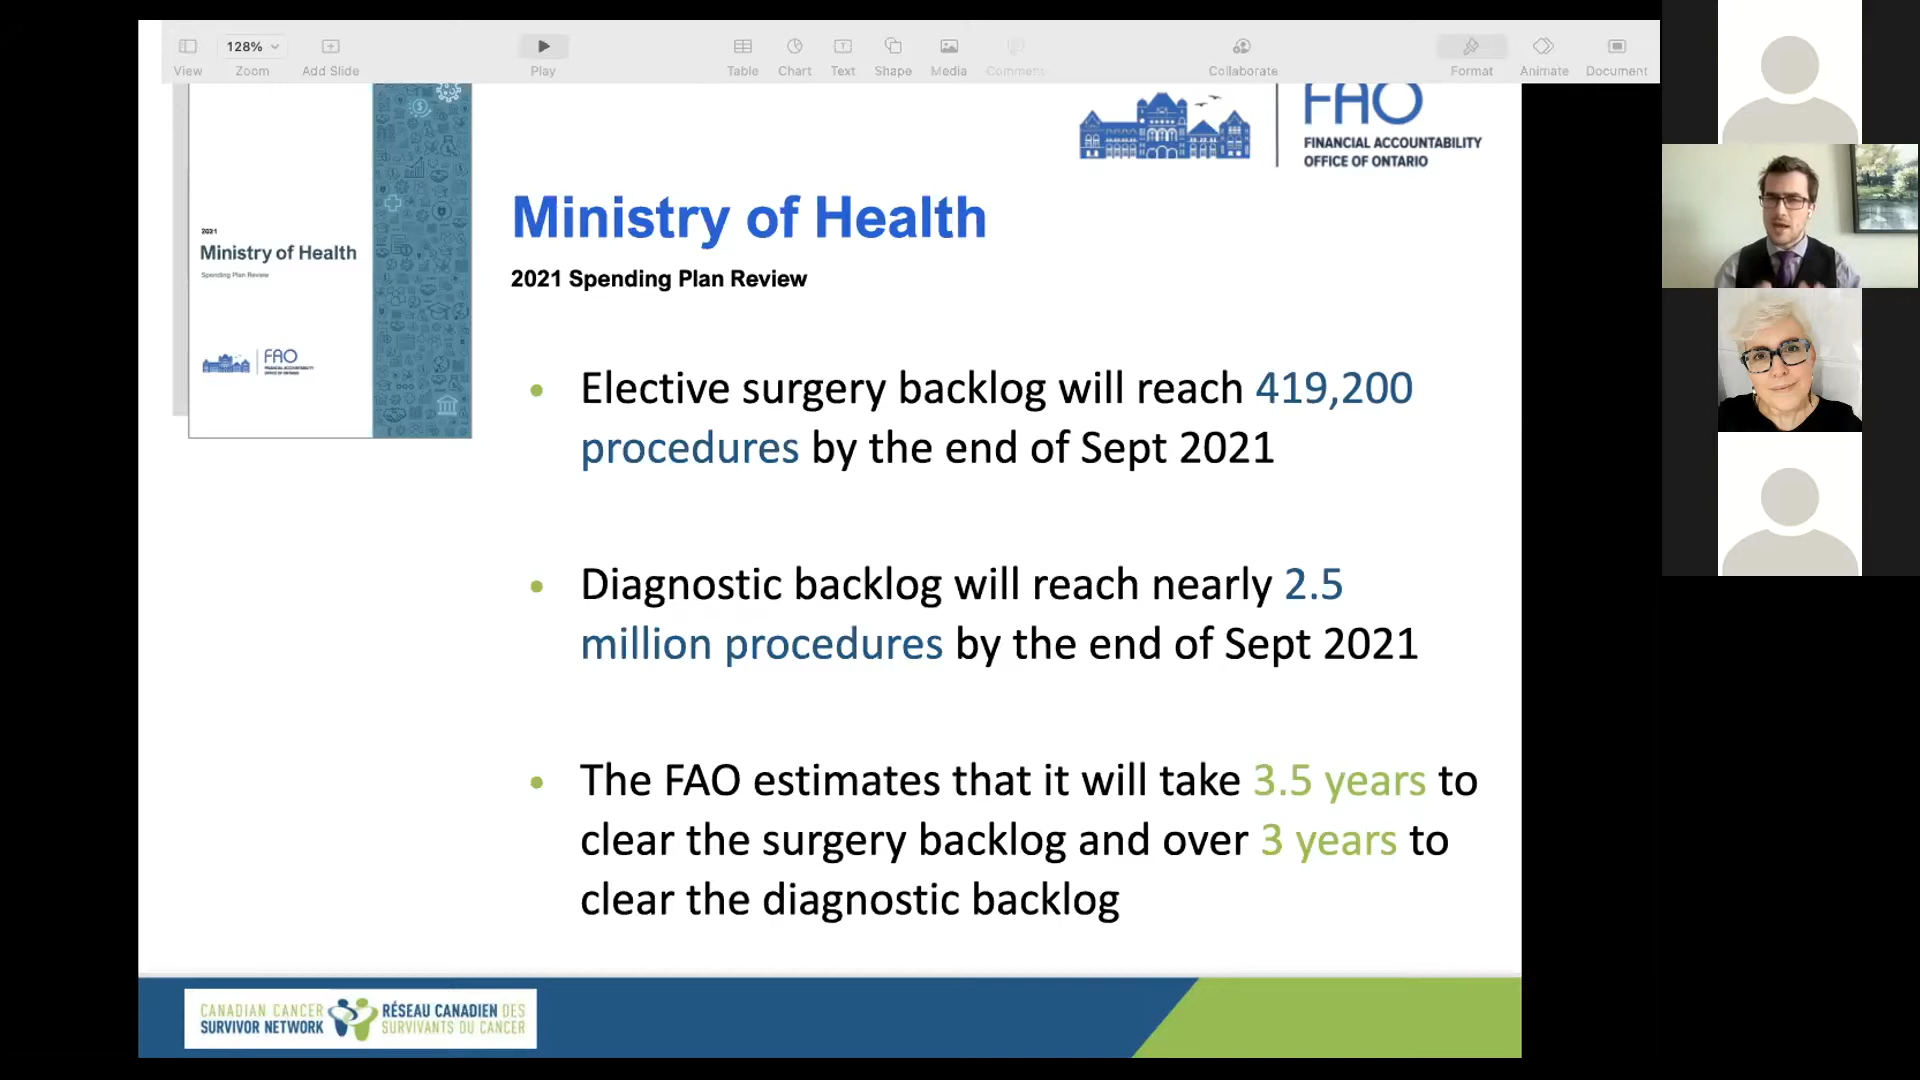 128%
View
Zoom
Add Slide
Play
Table
Chart
Text
Shape
Media
Comment
Collaborate
Format
Animate
Document
2021
Ministry of Health
Spending Plan Review
FAO
FINANCIAL ACCOUNTABILITY
OFFICE OF ONTARIO
FAO
FINANCIAL ACCOUNTABILITY
OFFICE OF ONTARIO
Ministry of Health
2021 Spending Plan Review
• Elective surgery backlog will reach 419,200
procedures by the end of Sept 2021
• Diagnostic backlog will reach nearly 2.5
million procedures by the end of Sept 2021
• The FAO estimates that it will take 3.5 years to
clear the surgery backlog and over 3 years to
clear the diagnostic backlog
CANADIAN CANCER
SURVIVOR NETWORK
RÉSEAU CANADIEN DES
SURVIVANTS DU CANCER